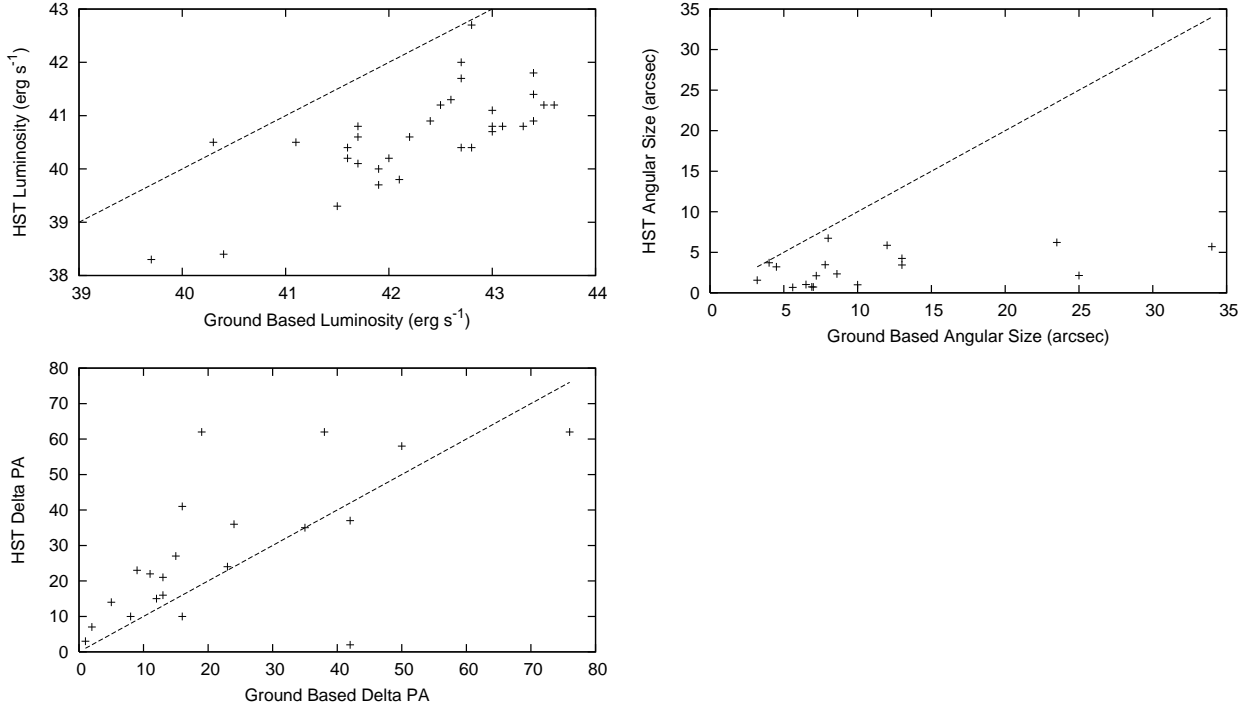 43
42
41
40
39
38
39 40 41 42 43 44
HST Luminosity (erg s⁻¹)
Ground Based Luminosity (erg s⁻¹)
35
30
25
20
15
10
5
0
0 5 10 15 20 25 30 35
HST Angular Size (arcsec)
Ground Based Angular Size (arcsec)
80
70
60
50
40
30
20
10
0
0 10 20 30 40 50 60 70 80
HST Delta PA
Ground Based Delta PA